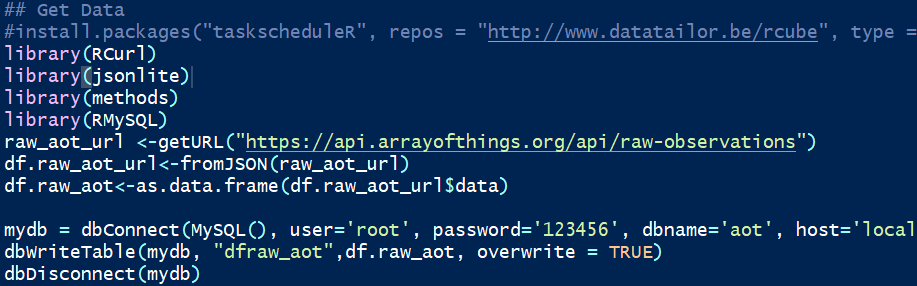 ## Get Data
#install.packages("taskscheduleR", repos = "http://www.datatailor.be/rcube", type =
library(RCurl)
library(jsonlite)
library(methods)
library(RMySQL)
raw_aot_url <-getURL("https://api.arrayofthings.org/api/raw-observations")
df.raw_aot_url<-fromJSON(raw_aot_url)
df.raw_aot<-as.data.frame(df.raw_aot_url$data)
mydb = dbConnect(MySQL(), user='root', password='123456', dbname='aot', host='local
dbWriteTable(mydb, "dfraw_aot",df.raw_aot, overwrite = TRUE)
dbDisconnect(mydb)